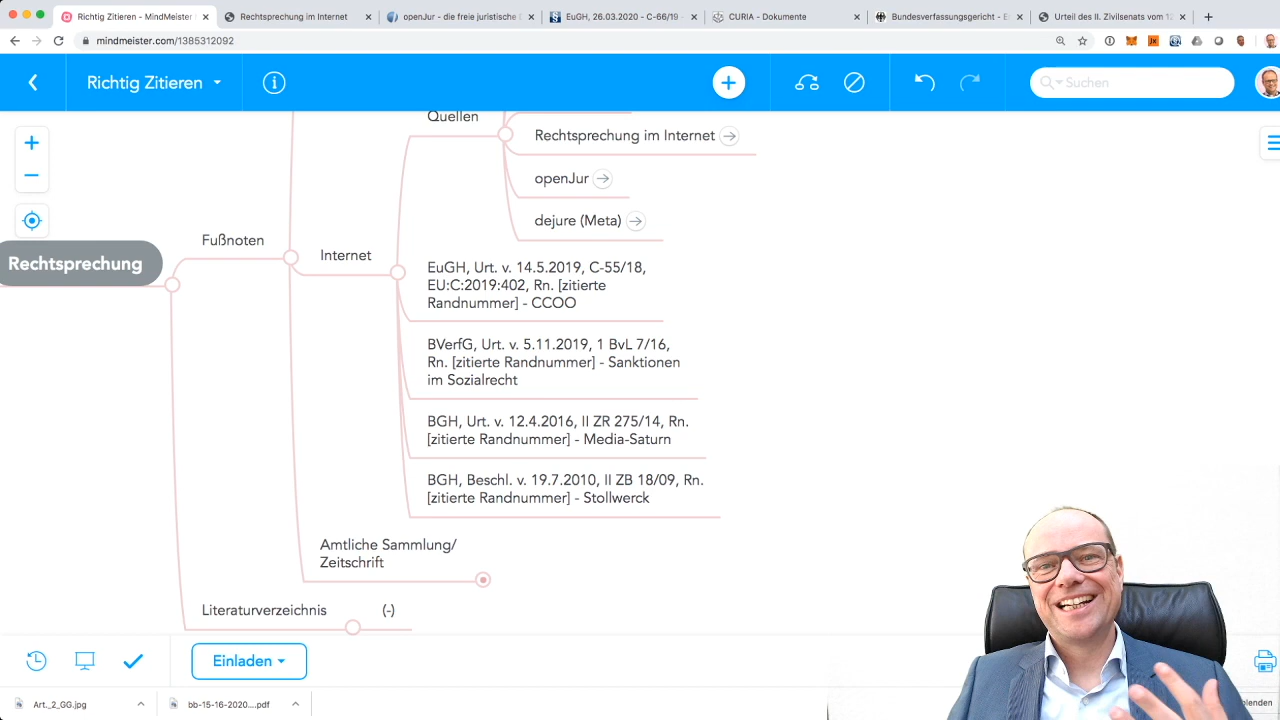 Richtig Zitieren - MindMeister
Rechtsprechung im Internet
openJur - die freie juristische
EuGH, 26.03.2020 - C-66/19 -
CURIA - Dokumente
Bundesverfassungsgericht -
Urteil des II. Zivilsenats vom
mindmeister.com/1385312092
Richtig Zitieren
Suchen
Quellen
Rechtsprechung im Internet
openJur
dejure (Meta)
Fußnoten
Internet
Rechtsprechung
EuGH, Urt. v. 14.5.2019, C-55/18,
EU:C:2019:402, Rn. [zitierte
Randnummer] - CCOO
BVerfG, Urt. v. 5.11.2019, 1 BvL 7/16,
Rn. [zitierte Randnummer] - Sanktionen
im Sozialrecht
BGH, Urt. v. 12.4.2016, II ZR 275/14, Rn.
[zitierte Randnummer] - Media-Saturn
BGH, Beschl. v. 19.7.2010, II ZB 18/09, Rn.
[zitierte Randnummer] - Stollwerck
Amtliche Sammlung/
Zeitschrift
Literaturverzeichnis (-)
Einladen
Art._2_GG.jpg
bb-15-16-2020....pdf